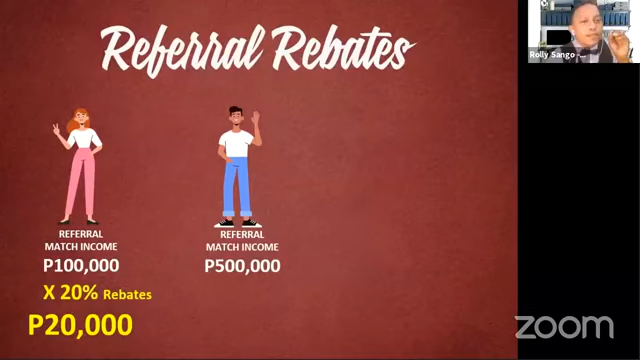 Referral Rebates
Rolly Sango
REFERRAL
MATCH INCOME
P100,000
X 20% Rebates
P20,000
REFERRAL
MATCH INCOME
P500,000
zoom